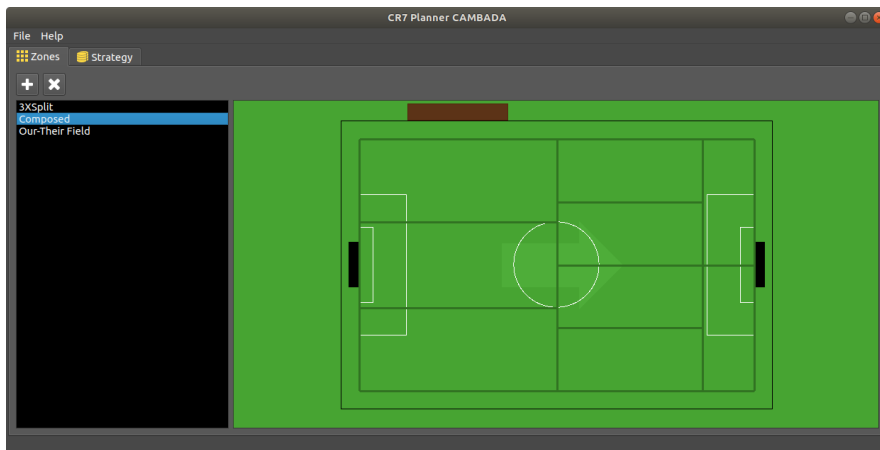 CR7 Planner CAMBADA
File Help
Zones Strategy
3XSplit
Composed
Our-Their Field